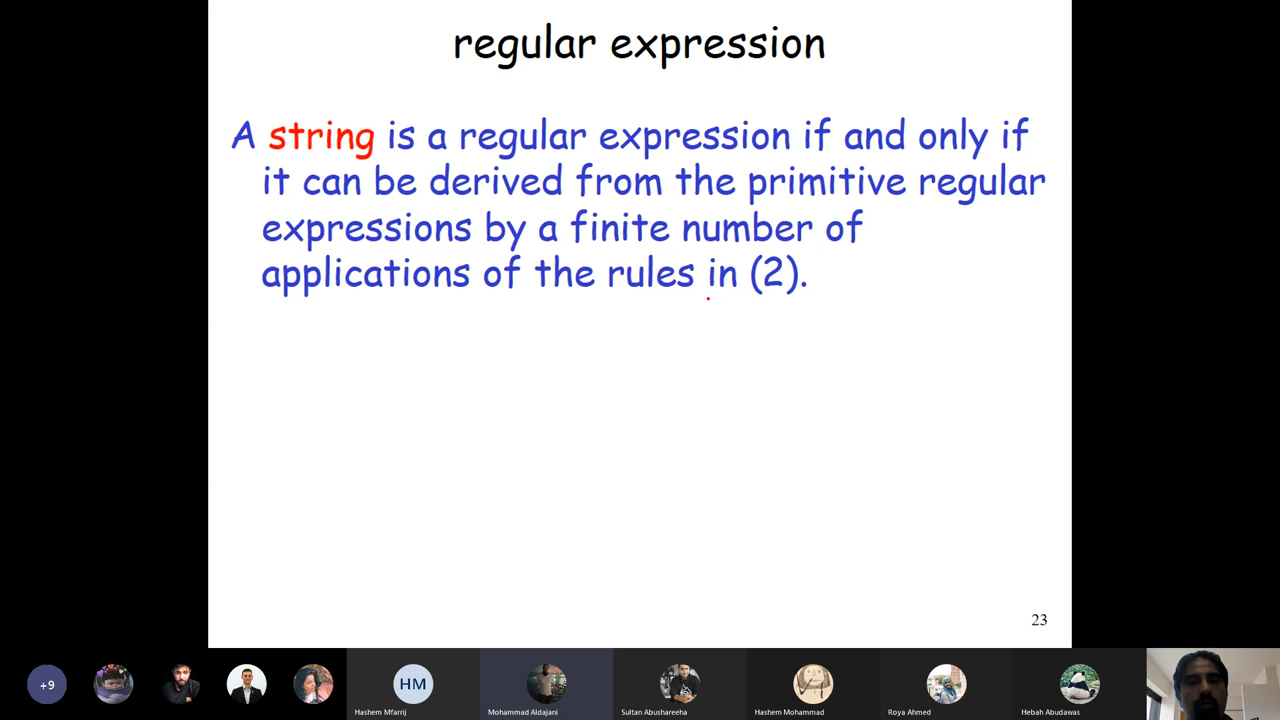 regular expression
A string is a regular expression if and only if
it can be derived from the primitive regular
expressions by a finite number of
applications of the rules in (2).
23
+9
HM
Hashem Mfarrij
Mohammad Aldajani
Sultan Abushareeha
Hashem Mohammad
Roya Ahmed
Hebah Abudawas